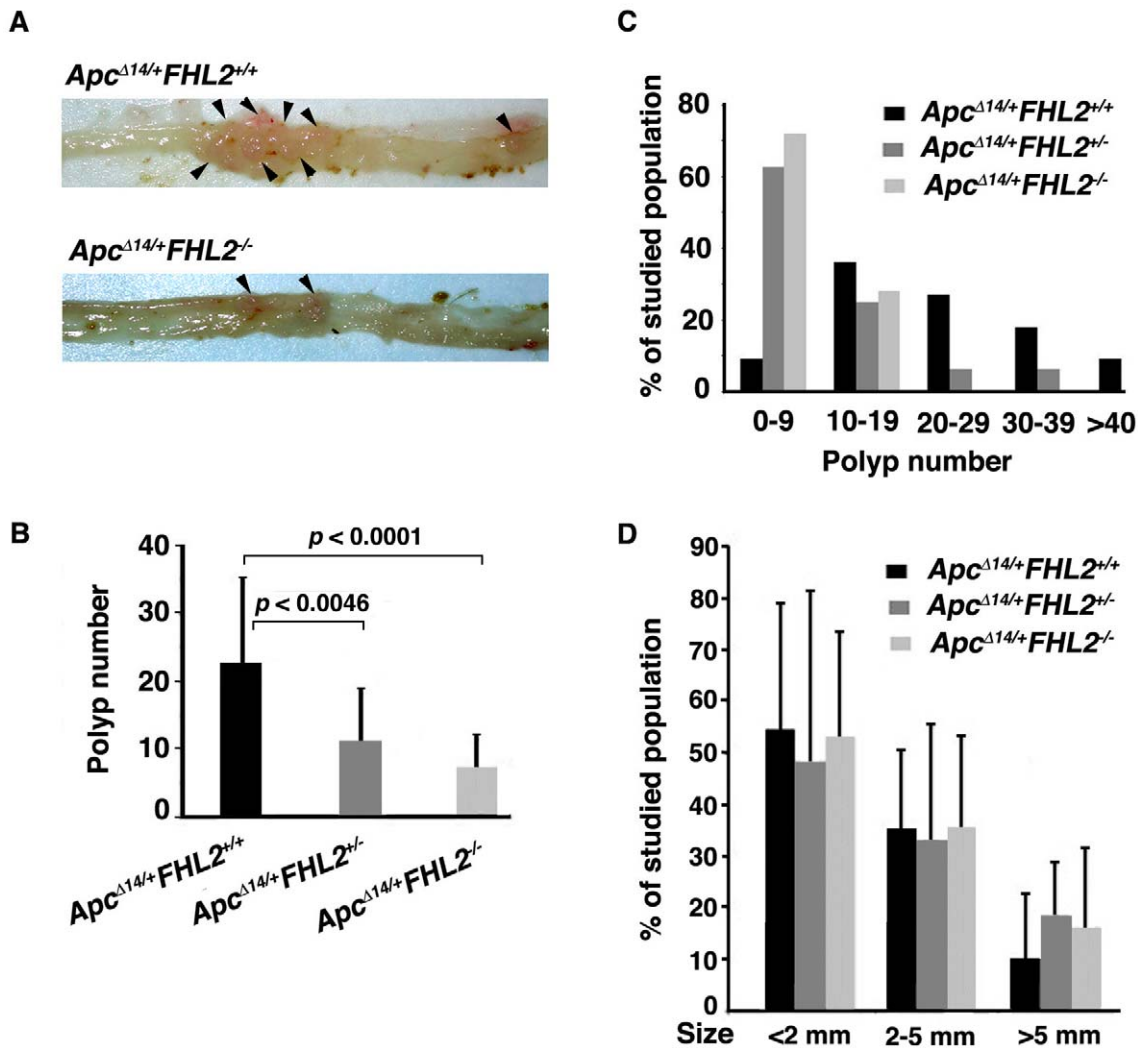 A
Apc^Δ14/+FHL2^+/+
Apc^Δ14/+FHL2^-/-
B
Polyp number
40
30
20
10
0
p < 0.0001
p < 0.0046
Apc^Δ14/+FHL2^+/+
Apc^Δ14/+FHL2^+/-
Apc^Δ14/+FHL2^-/-
C
% of studied population
80
60
40
20
0
Apc^Δ14/+FHL2^+/+
Apc^Δ14/+FHL2^+/-
Apc^Δ14/+FHL2^-/-
0-9 10-19 20-29 30-39 >40
Polyp number
D
% of studied population
90
80
70
60
50
40
30
20
10
0
Apc^Δ14/+FHL2^+/+
Apc^Δ14/+FHL2^+/-
Apc^Δ14/+FHL2^-/-
Size <2 mm 2-5 mm >5 mm